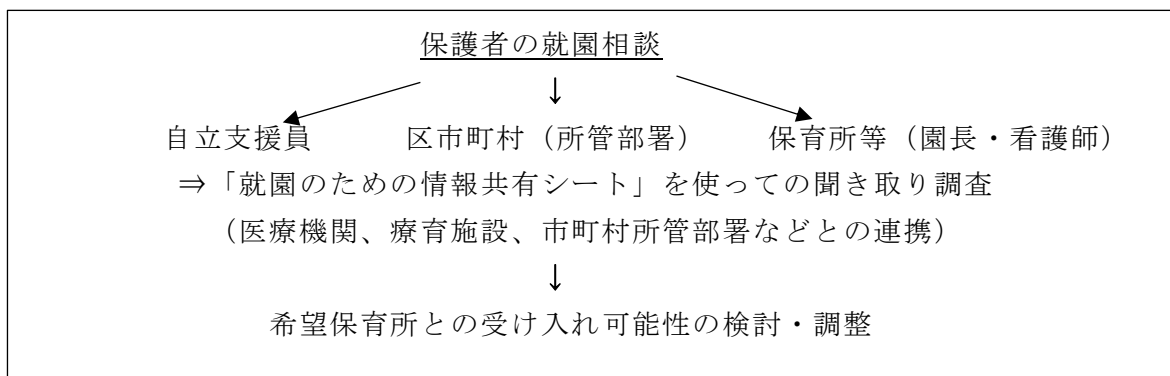 保護者の就園相談
↓
自立支援員 区市町村（所管部署） 保育所等（園長・看護師）
⇒「就園のための情報共有シート」を使っての聞き取り調査
（医療機関、療育施設、市町村所管部署などとの連携）
↓
希望保育所との受け入れ可能性の検討・調整